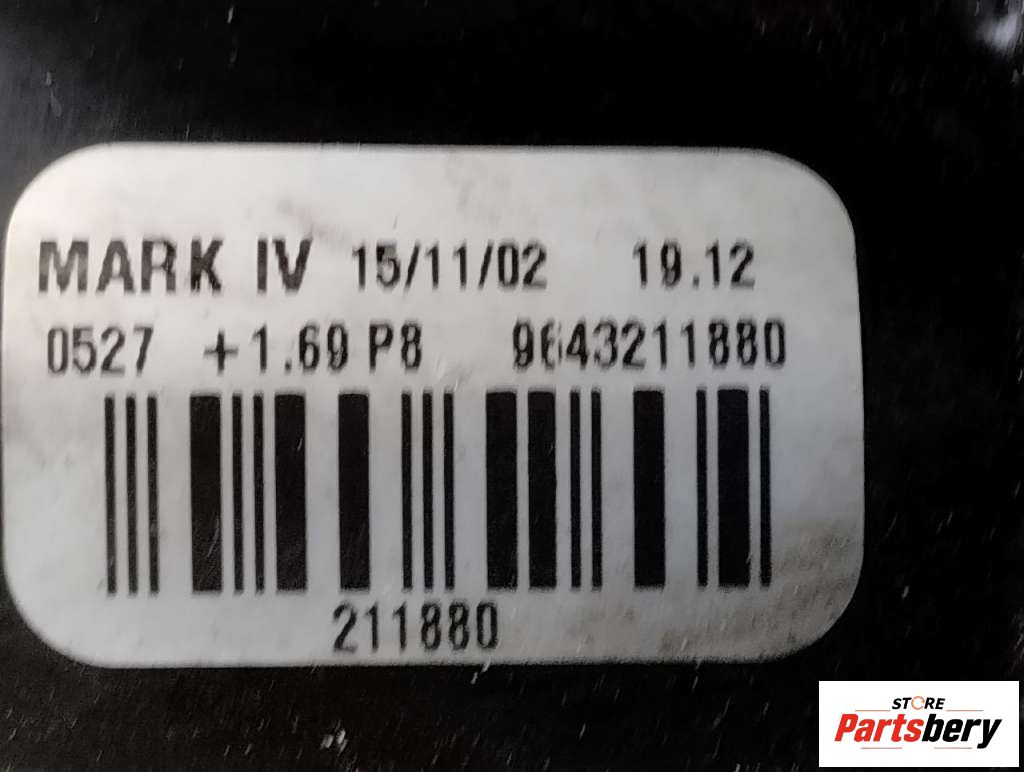 MARK IV 15/11/02 19.12
0527 +1.69 P8 9643211880
211880
STORE
Partsbery